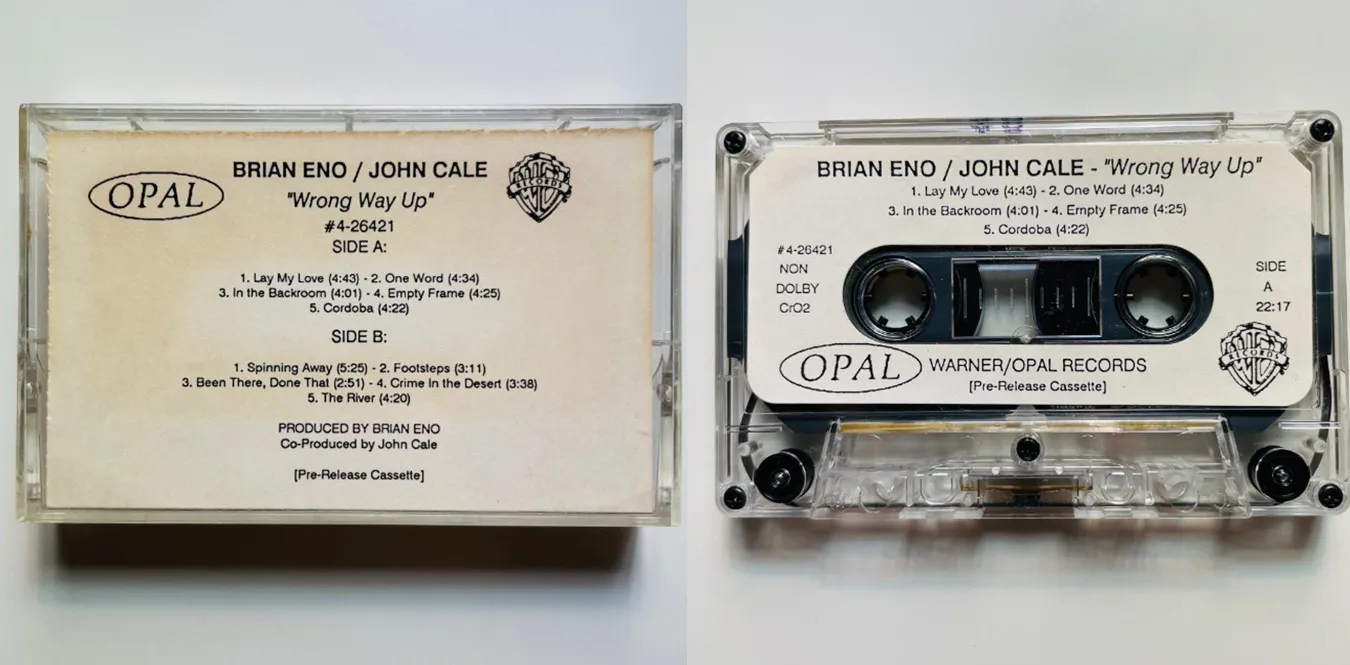 OPAL
BRIAN ENO / JOHN CALE
RECORDS
"Wrong Way Up"
#4-26421
SIDE A:
1. Lay My Love (4:43) - 2. One Word (4:34)
3. In the Backroom (4:01) - 4. Empty Frame (4:25)
5. Cordoba (4:22)
SIDE B:
1. Spinning Away (5:25) - 2. Footsteps (3:11)
3. Been There, Done That (2:51) - 4. Crime In the Desert (3:38)
5. The River (4:20)
PRODUCED BY BRIAN ENO
Co-Produced by John Cale
[Pre-Release Cassette]
BRIAN ENO / JOHN CALE - "Wrong Way Up"
1. Lay My Love (4:43) - 2. One Word (4:34)
3. In the Backroom (4:01) - 4. Empty Frame (4:25)
5. Cordoba (4:22)
#4-26421
NON
DOLBY
CrO2
SIDE
A
22:17
OPAL
WARNER/OPAL RECORDS
[Pre-Release Cassette]
RECORDS